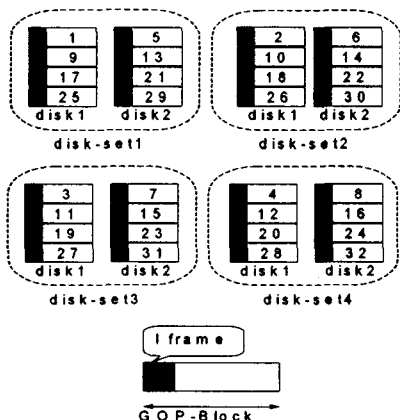 1 5
9 13
17 21
25 29
disk1 disk2
disk-set1
2 6
10 14
18 22
26 30
disk1 disk2
disk-set2
3 7
11 15
19 23
27 31
disk1 disk2
disk-set3
4 8
12 16
20 24
28 32
disk1 disk2
disk-set4
I frame
GOP-Block